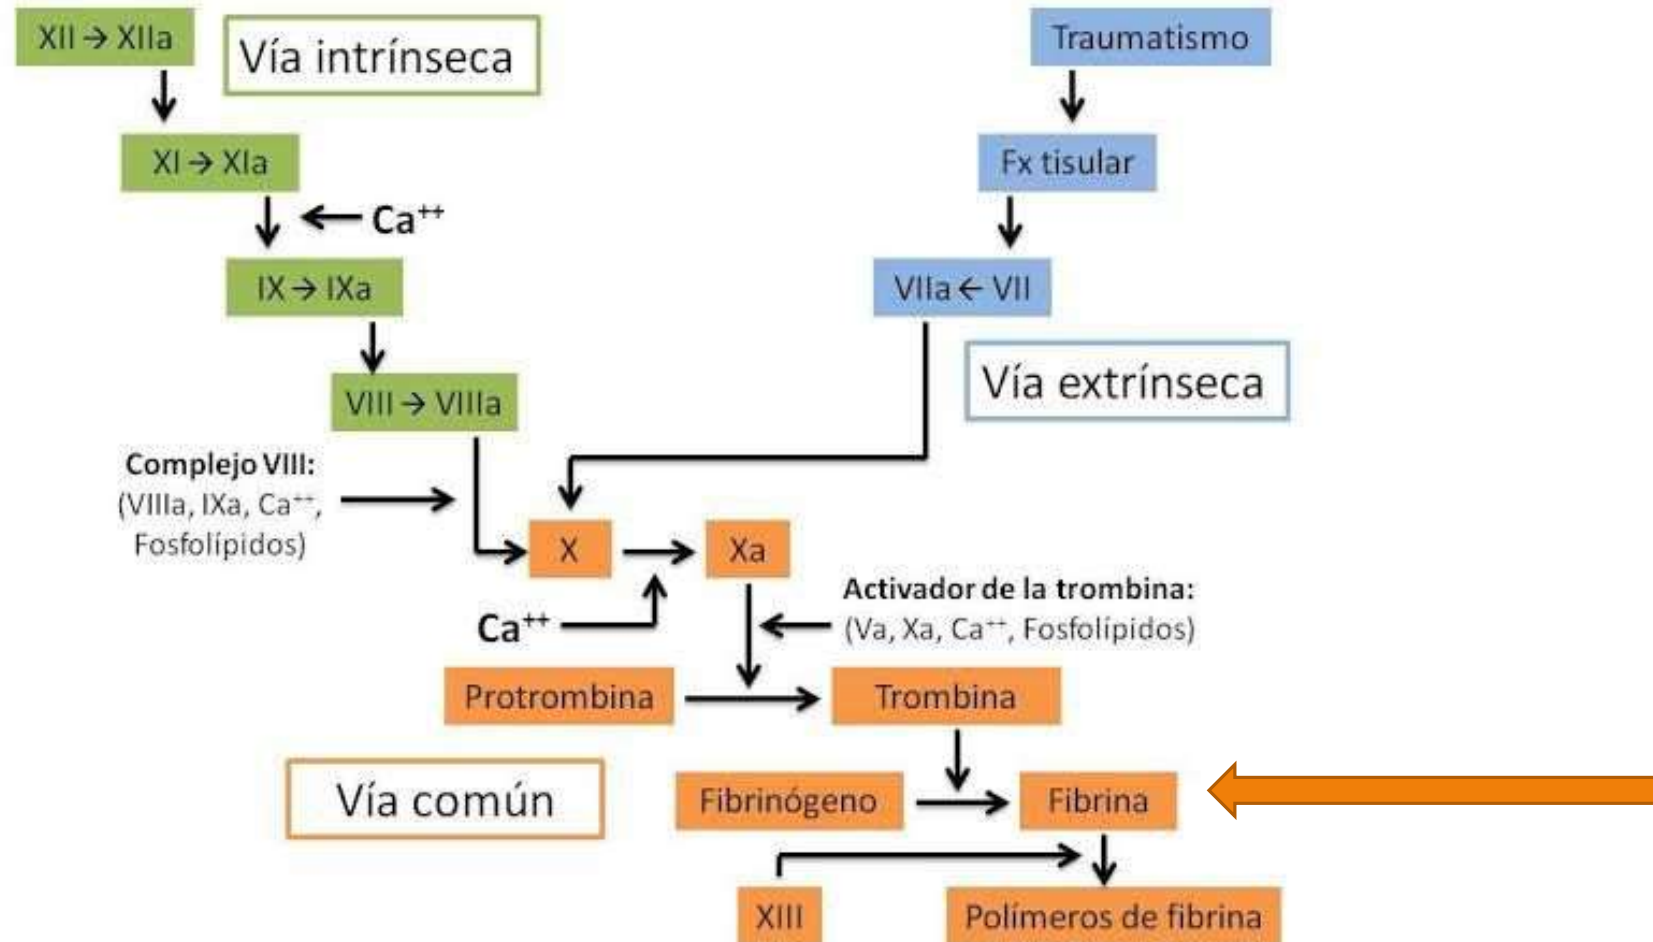 XII → XIIa
Vía intrínseca
Traumatismo
XI → XIa
Fx tisular
Ca⁺⁺
IX → IXa
VIIa ← VII
Vía extrínseca
VIII → VIIIa
Complejo VIII:
(VIIIa, IXa, Ca⁺⁺,
Fosfolípidos)
X
Xa
Activador de la trombina:
(Va, Xa, Ca⁺⁺, Fosfolípidos)
Ca⁺⁺
Protrombina
Trombina
Vía común
Fibrinógeno
Fibrina
XIII
Polímeros de fibrina